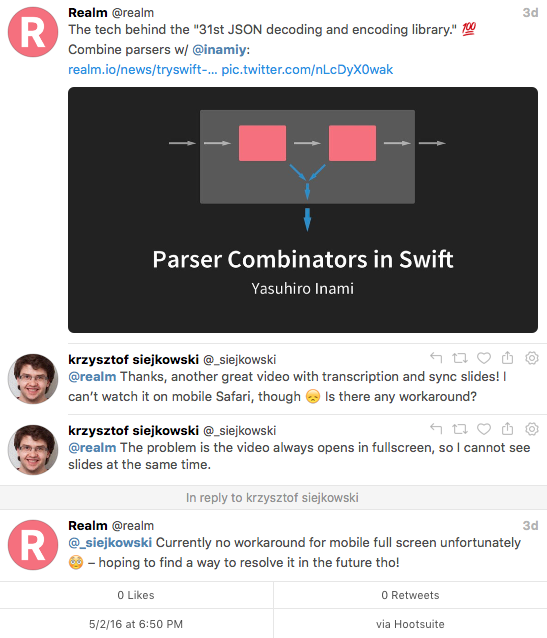 R
Realm @realm 3d
The tech behind the "31st JSON decoding and encoding library." 💯
Combine parsers w/ @inamiy:
realm.io/news/tryswift-... pic.twitter.com/nLcDyX0wak
Parser Combinators in Swift
Yasuhiro Inami
krzysztof siejkowski @_siejkowski
@realm Thanks, another great video with transcription and sync slides! I
can't watch it on mobile Safari, though 😞 Is there any workaround?
krzysztof siejkowski @_siejkowski
@realm The problem is the video always opens in fullscreen, so I cannot see
slides at the same time.
In reply to krzysztof siejkowski
R
Realm @realm 3d
@_siejkowski Currently no workaround for mobile full screen unfortunately
😳 – hoping to find a way to resolve it in the future tho!
0 Likes 0 Retweets
5/2/16 at 6:50 PM via Hootsuite